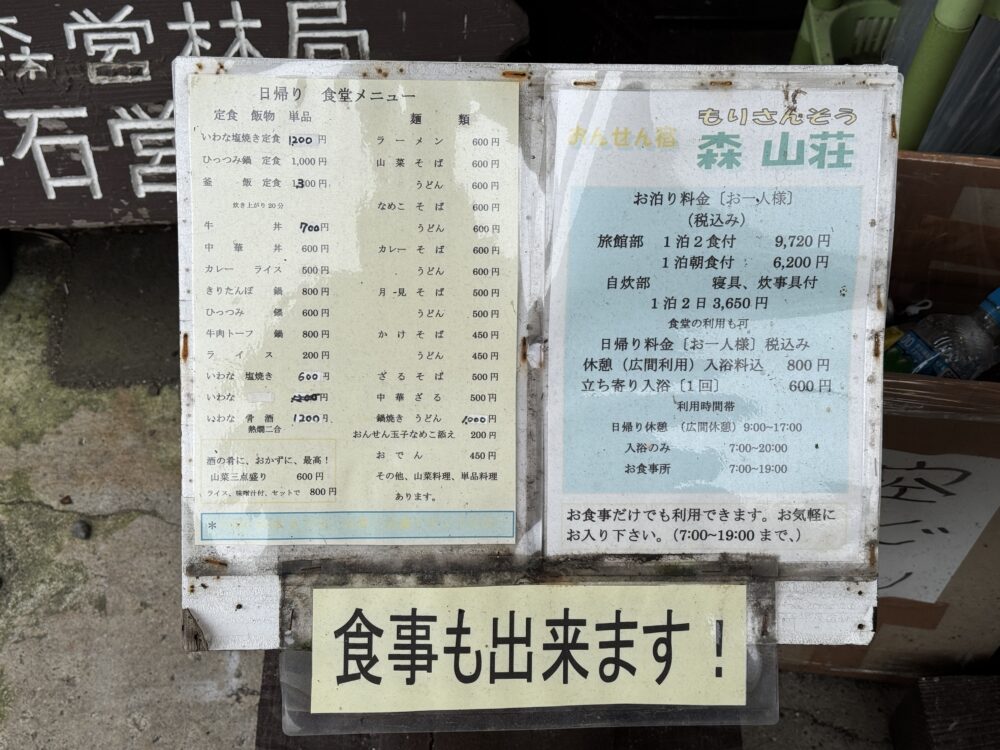 森営林局
石営
日帰り 食堂メニュー
定食 飯物 単品
いわな塩焼き定食 1200円
ひっつみ鍋 定食 1,000円
釜 飯 定食 1,300円
炊き上がり20分
牛 丼 700円
中 華 丼 600円
カレー ライス 500円
きりたんぽ 鍋 800円
ひっつみ 600円
牛肉トーフ 鍋 800円
ラ イ ス 200円
いわな 塩焼き 600円
いわな 円
いわな 骨酒 1200円
熱燗二合
酒の肴に、おかずに、最高!
山菜三点盛り 600円
ライス、味噌汁付、セットで 800円
*
麺 類
ラ ー メ ン 600円
山 菜 そ ば 600円
うどん 600円
なめこ そ ば 600円
うどん 600円
カレー そ ば 600円
うどん 600円
月 見 そ ば 500円
うどん 500円
か け そ ば 450円
うどん 450円
ざ る そ ば 500円
中 華 ざ る 500円
鍋焼き うどん 1,000円
おんせん玉子なめこ添え 200円
お で ん 450円
その他、山菜料理、単品料理
あります。
もりさんそう
おんせん宿
森 山荘
お泊り料金〔お一人様〕
(税込み)
旅館部 1泊2食付 9,720円
1泊朝食付 6,200円
自炊部 寝具、炊事具付
1泊2日 3,650円
食堂の利用も可
日帰り料金〔お一人様〕税込み
休憩(広間利用)入浴料込 800円
立ち寄り入浴〔1回〕 600円
利用時間帯
日帰り休憩 (広間休憩) 9:00~17:00
入浴のみ 7:00~20:00
お食事所 7:00~19:00
お食事だけでも利用できます。お気軽に
お入り下さい。(7:00~19:00まで、)
食事も出来ます!